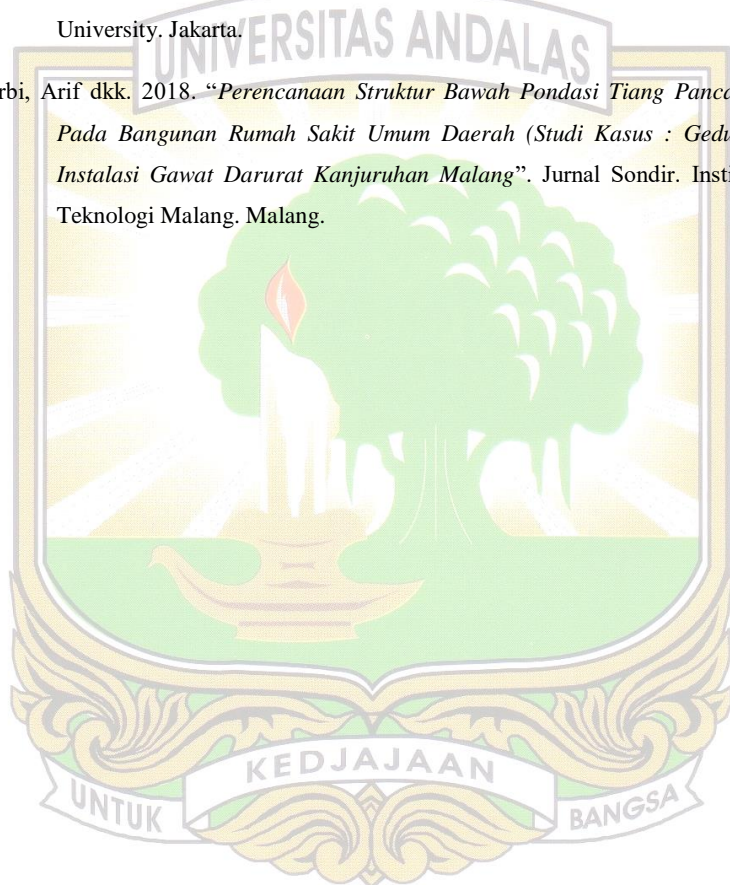 University. Jakarta.
UNIVERSITAS ANDALAS
rbi, Arif dkk. 2018. “Perencanaan Struktur Bawah Pondasi Tiang Panca
Pada Bangunan Rumah Sakit Umum Daerah (Studi Kasus : Gedu
Instalasi Gawat Darurat Kanjuruhan Malang”. Jurnal Sondir. Insti
Teknologi Malang. Malang.
UNTUK KEDJAJAAN BANGSA